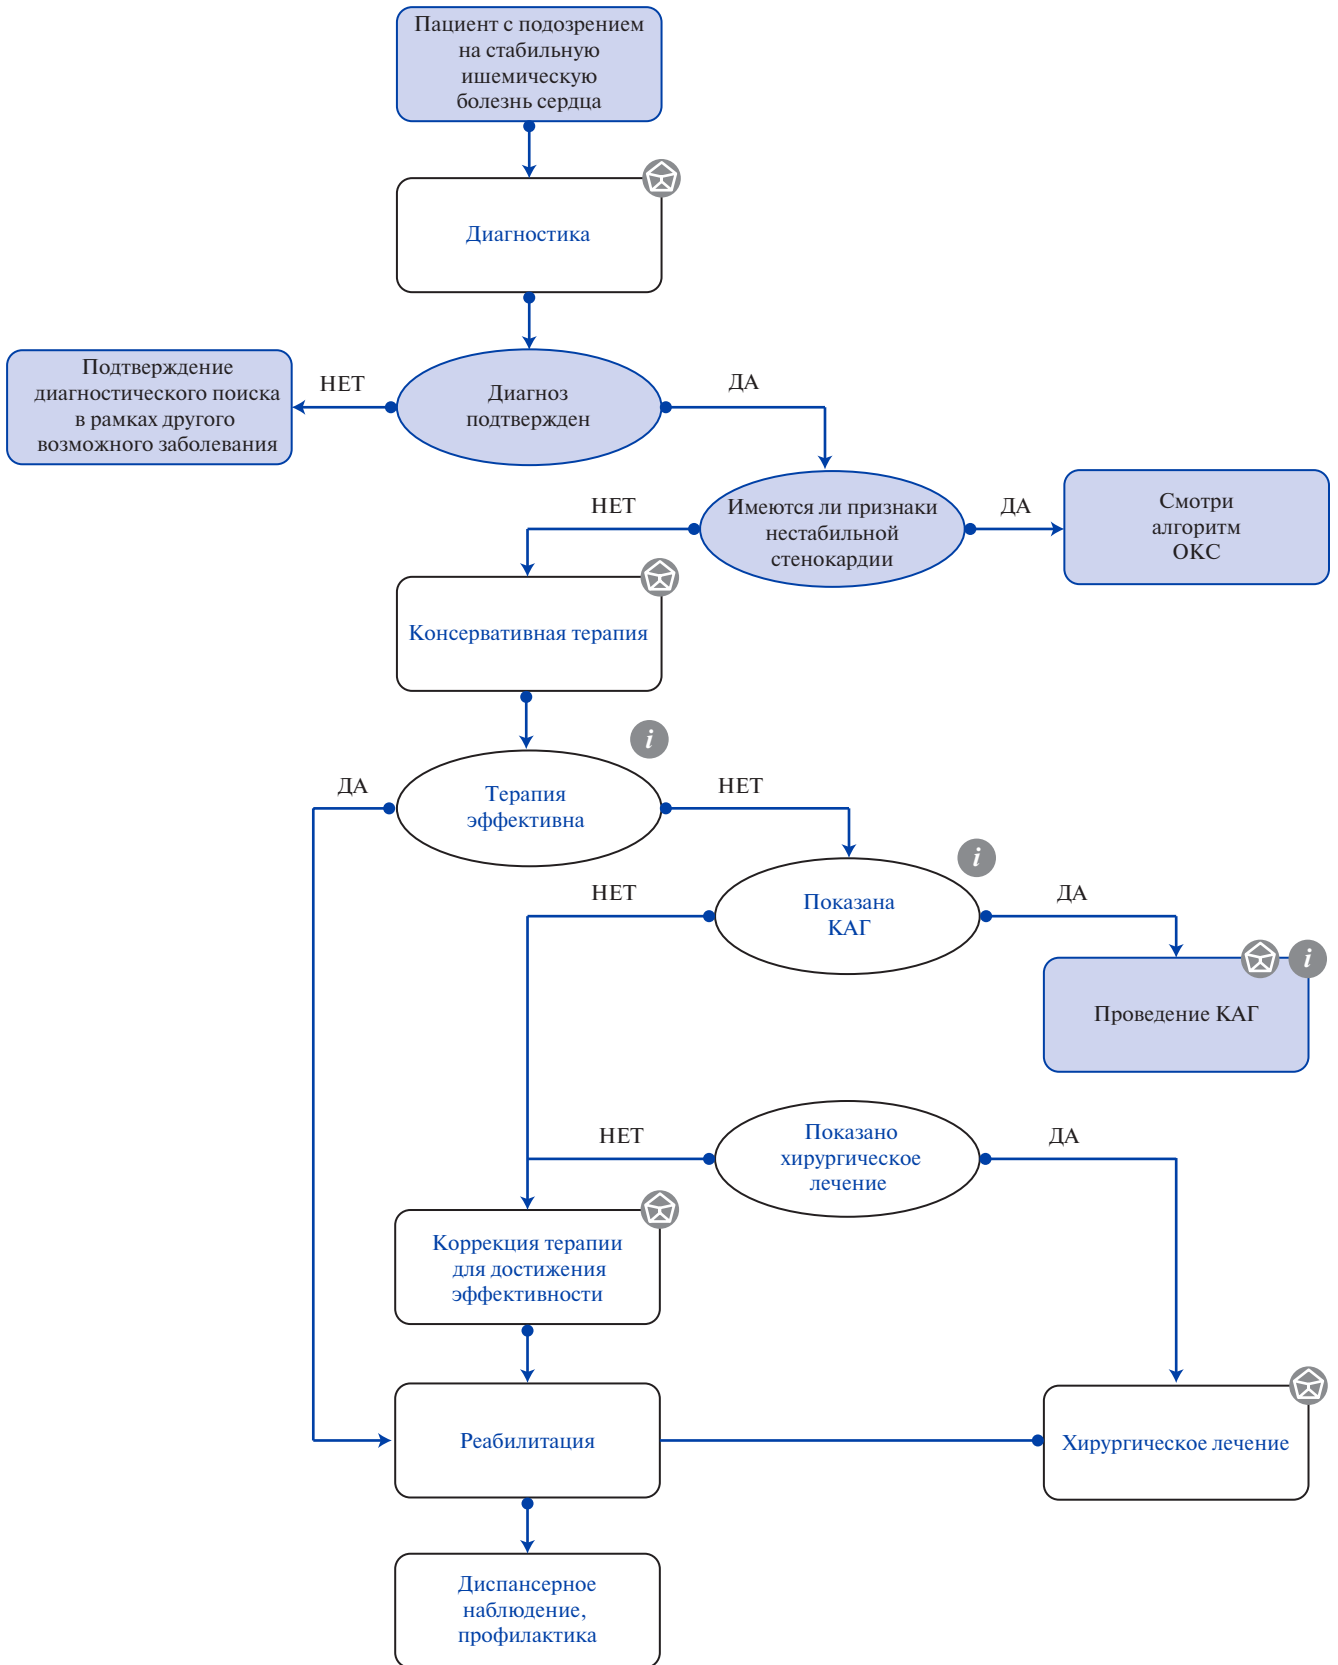 Пациент с подозрением
на стабильную
ишемическую
болезнь сердца
Диагностика
Подтверждение
диагностического поиска
в рамках другого
возможного заболевания
НЕТ
Диагноз
подтвержден
ДА
НЕТ
Имеются ли признаки
нестабильной
стенокардии
ДА
Смотри
алгоритм
ОКС
Консервативная терапия
i
ДА
Терапия
эффективна
НЕТ
i
НЕТ
Показана
КАГ
ДА
i
Проведение КАГ
НЕТ
Показано
хирургическое
лечение
ДА
Коррекция терапии
для достижения
эффективности
Реабилитация
Хирургическое лечение
Диспансерное
наблюдение,
профилактика